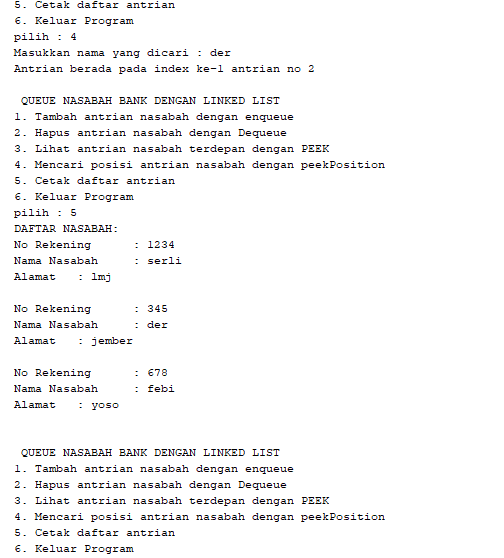 5. Cetak daftar antrian
6. Keluar Program
pilih : 4
Masukkan nama yang dicari : der
Antrian berada pada index ke-1 antrian no 2
QUEUE NASABAH BANK DENGAN LINKED LIST
1. Tambah antrian nasabah dengan enqueue
2. Hapus antrian nasabah dengan Dequeue
3. Lihat antrian nasabah terdepan dengan PEEK
4. Mencari posisi antrian nasabah dengan peekPosition
5. Cetak daftar antrian
6. Keluar Program
pilih : 5
DAFTAR NASABAH:
No Rekening : 1234
Nama Nasabah : serli
Alamat : lmj
No Rekening : 345
Nama Nasabah : der
Alamat : jember
No Rekening : 678
Nama Nasabah : febi
Alamat : yoso
QUEUE NASABAH BANK DENGAN LINKED LIST
1. Tambah antrian nasabah dengan enqueue
2. Hapus antrian nasabah dengan Dequeue
3. Lihat antrian nasabah terdepan dengan PEEK
4. Mencari posisi antrian nasabah dengan peekPosition
5. Cetak daftar antrian
6. Keluar Program